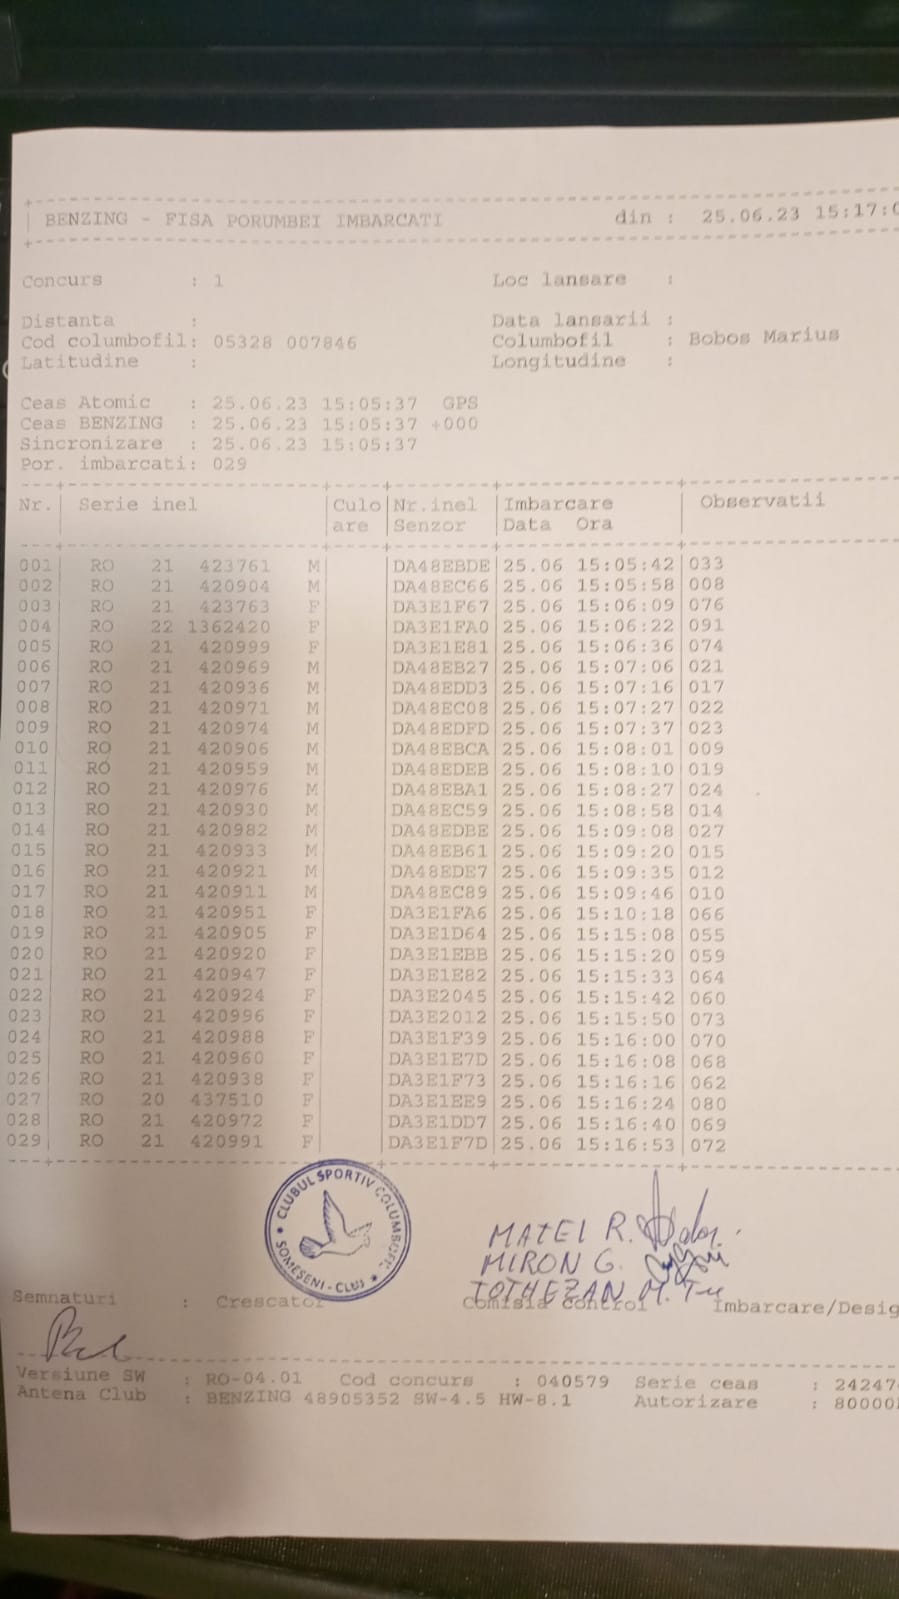 BENZING - FISA PORUMBEI IMBARCATI din : 25.06.23 15:17:0
Concurs : 1 Loc lansare :
Distanta : Data lansarii :
Cod columbofil: 05328 007846 Columbofil : Bobos Marius
Latitudine : Longitudine :
Ceas Atomic : 25.06.23 15:05:37 GPS
Ceas BENZING : 25.06.23 15:05:37 +000
Sincronizare : 25.06.23 15:05:37
Por. imbarcati: 029
Nr. Serie inel Culo Nr.inel Imbarcare Observatii
are Senzor Data Ora
001 RO 21 423761 M DA48EBDE 25.06 15:05:42 033
002 RO 21 420904 M DA48EC66 25.06 15:05:58 008
003 RO 21 423763 F DA3E1F67 25.06 15:06:09 076
004 RO 22 1362420 F DA3E1FA0 25.06 15:06:22 091
005 RO 21 420999 F DA3E1E81 25.06 15:06:36 074
006 RO 21 420969 M DA48EB27 25.06 15:07:06 021
007 RO 21 420936 M DA48EDD3 25.06 15:07:16 017
008 RO 21 420971 M DA48EC08 25.06 15:07:27 022
009 RO 21 420974 M DA48EDFD 25.06 15:07:37 023
010 RO 21 420906 M DA48EBCA 25.06 15:08:01 009
011 RO 21 420959 M DA48EDEB 25.06 15:08:10 019
012 RO 21 420976 M DA48EBA1 25.06 15:08:27 024
013 RO 21 420930 M DA48EC59 25.06 15:08:58 014
014 RO 21 420982 M DA48EDBE 25.06 15:09:08 027
015 RO 21 420933 M DA48EB61 25.06 15:09:20 015
016 RO 21 420921 M DA48EDE7 25.06 15:09:35 012
017 RO 21 420911 M DA48EC89 25.06 15:09:46 010
018 RO 21 420951 F DA3E1FA6 25.06 15:10:18 066
019 RO 21 420905 F DA3E1D64 25.06 15:15:08 055
020 RO 21 420920 F DA3E1EBB 25.06 15:15:20 059
021 RO 21 420947 F DA3E1E82 25.06 15:15:33 064
022 RO 21 420924 F DA3E2045 25.06 15:15:42 060
023 RO 21 420996 F DA3E2012 25.06 15:15:50 073
024 RO 21 420988 F DA3E1F39 25.06 15:16:00 070
025 RO 21 420960 F DA3E1E7D 25.06 15:16:08 068
026 RO 21 420938 F DA3E1F73 25.06 15:16:16 062
027 RO 20 437510 F DA3E1EE9 25.06 15:16:24 080
028 RO 21 420972 F DA3E1DD7 25.06 15:16:40 069
029 RO 21 420991 F DA3E1F7D 25.06 15:16:53 072
CLUBUL SPORTIV COLUMBOFIL
SOMESENI - CLUJ
MATEI R.
MIRON G.
TOTHEZAN M.
Semnaturi : Crescator Comisia control Imbarcare/Desig
Versiune SW : RO-04.01 Cod concurs : 040579 Serie ceas : 24247
Antena Club : BENZING 48905352 SW-4.5 HW-8.1 Autorizare : 80000